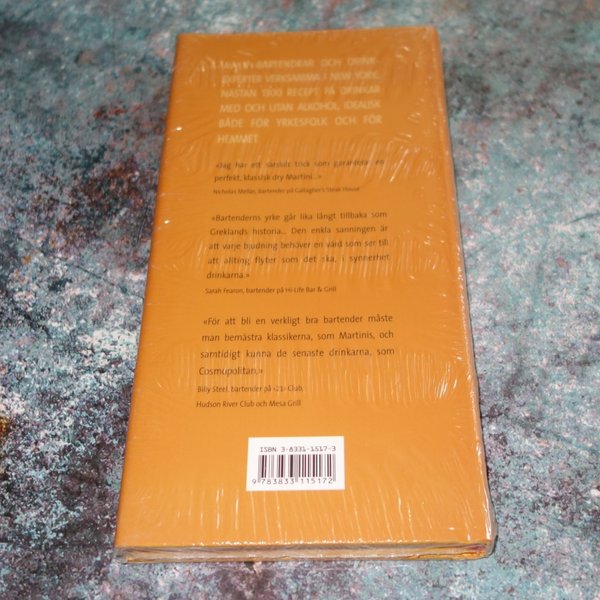 BARTENDRAR OCH DRINK-
EXPERTER VERKSAMMA I NEW YORK.
NÄSTAN 1200 RECEPT PÅ DRINKAR
MED OCH UTAN ALKOHOL, IDEALISK
BÅDE FÖR YRKESFOLK OCH FÖR
HEMMET
«Jag har ett särskilt trick som garanterar en
perfekt, klassisk dry Martini...»
Nicholas Mellas, bartender på Gallagher's Steak House
«Bartenderns yrke går lika långt tillbaka som
Greklands historia... Den enkla sanningen är
att varje bjudning behöver en värd som ser till
att allting flyter som det ska, i synnerhet
drinkarna.»
Sarah Fearon, bartender på Hi-Life Bar & Grill
«För att bli en verkligt bra bartender måste
man bemästra klassikerna, som Martinis, och
samtidigt kunna de senaste drinkarna, som
Cosmopolitan.»
Billy Steel, bartender på «21» Club,
Hudson River Club och Mesa Grill
ISBN 3-8331-1517-3
9 783833 115172